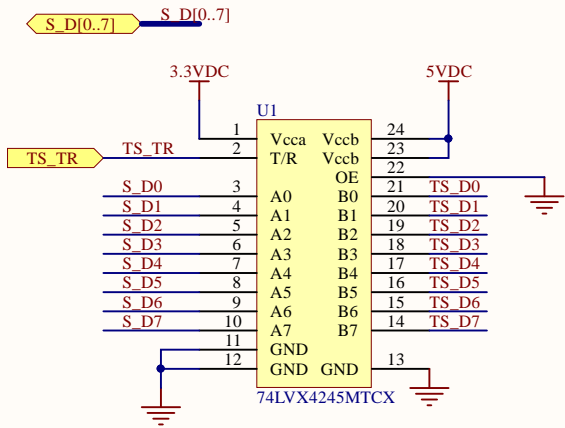 S_D[0..7] S_D[0..7]
3.3VDC 5VDC
U1
1 Vcca Vccb 24
TS_TR TS_TR 2 T/R Vccb 23
OE 22
S_D0 3 A0 B0 21 TS_D0
S_D1 4 A1 B1 20 TS_D1
S_D2 5 A2 B2 19 TS_D2
S_D3 6 A3 B3 18 TS_D3
S_D4 7 A4 B4 17 TS_D4
S_D5 8 A5 B5 16 TS_D5
S_D6 9 A6 B6 15 TS_D6
S_D7 10 A7 B7 14 TS_D7
11 GND
12 GND GND 13
74LVX4245MTCX